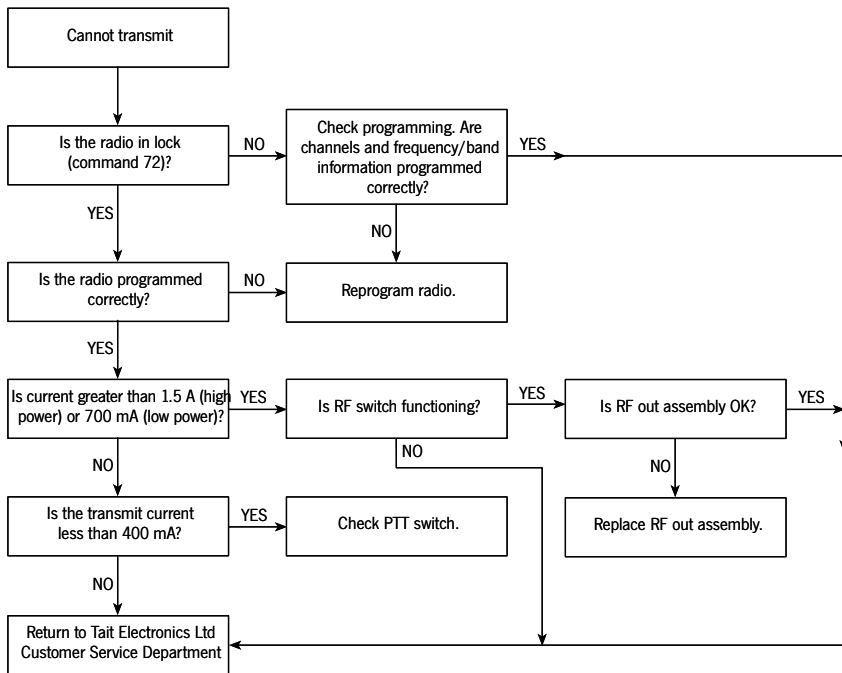 Cannot transmit
Is the radio in lock
(command 72)?
NO
Check programming. Are
channels and frequency/band
information programmed
correctly?
YES
YES
NO
Is the radio programmed
correctly?
NO
Reprogram radio.
YES
Is current greater than 1.5 A (high
power) or 700 mA (low power)?
YES
Is RF switch functioning?
YES
Is RF out assembly OK?
YES
NO
NO
NO
Is the transmit current
less than 400 mA?
YES
Check PTT switch.
Replace RF out assembly.
NO
Return to Tait Electronics Ltd
Customer Service Department